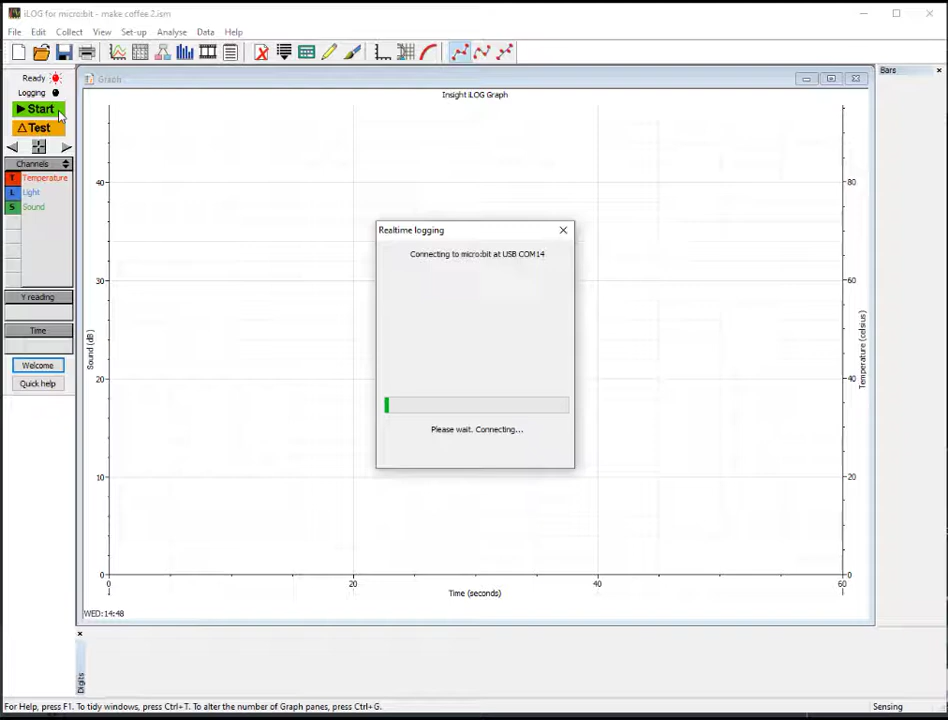 iLOG for micro:bit - make coffee 2.ism
File Edit Collect View Set-up Analyse Data Help
Ready
Logging
Start
Test
Channels
T Temperature
L Light
S Sound
Y reading
Time
Welcome
Quick help
Graph
Insight iLOG Graph
40
30
20
10
0
Sound (dB)
80
60
40
20
0
Temperature (celsius)
0 20 40 60
Time (seconds)
WED:14:48
Realtime logging
Connecting to micro:bit at USB COM14
Please wait. Connecting...
Bars
Digits
For Help, press F1. To tidy windows, press Ctrl+T. To alter the number of Graph panes, press Ctrl+G.
Sensing